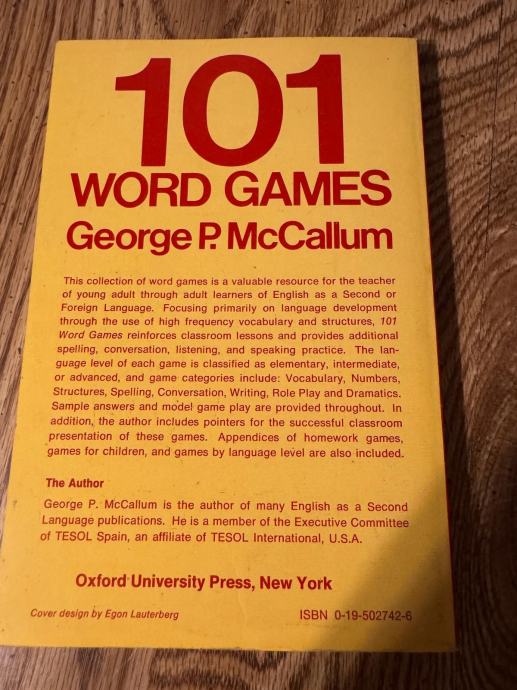 101
WORD GAMES
George P. McCallum
This collection of word games is a valuable resource for the teacher
of young adult through adult learners of English as a Second or
Foreign Language. Focusing primarily on language development
through the use of high frequency vocabulary and structures, 101
Word Games reinforces classroom lessons and provides additional
spelling, conversation, listening, and speaking practice. The lan-
guage level of each game is classified as elementary, intermediate,
or advanced, and game categories include: Vocabulary, Numbers,
Structures, Spelling, Conversation, Writing, Role Play and Dramatics.
Sample answers and model game play are provided throughout. In
addition, the author includes pointers for the successful classroom
presentation of these games. Appendices of homework games,
games for children, and games by language level are also included.
The Author
George P. McCallum is the author of many English as a Second
Language publications. He is a member of the Executive Committee
of TESOL Spain, an affiliate of TESOL International, U.S.A.
Oxford University Press, New York
Cover design by Egon Lauterberg ISBN 0-19-502742-6